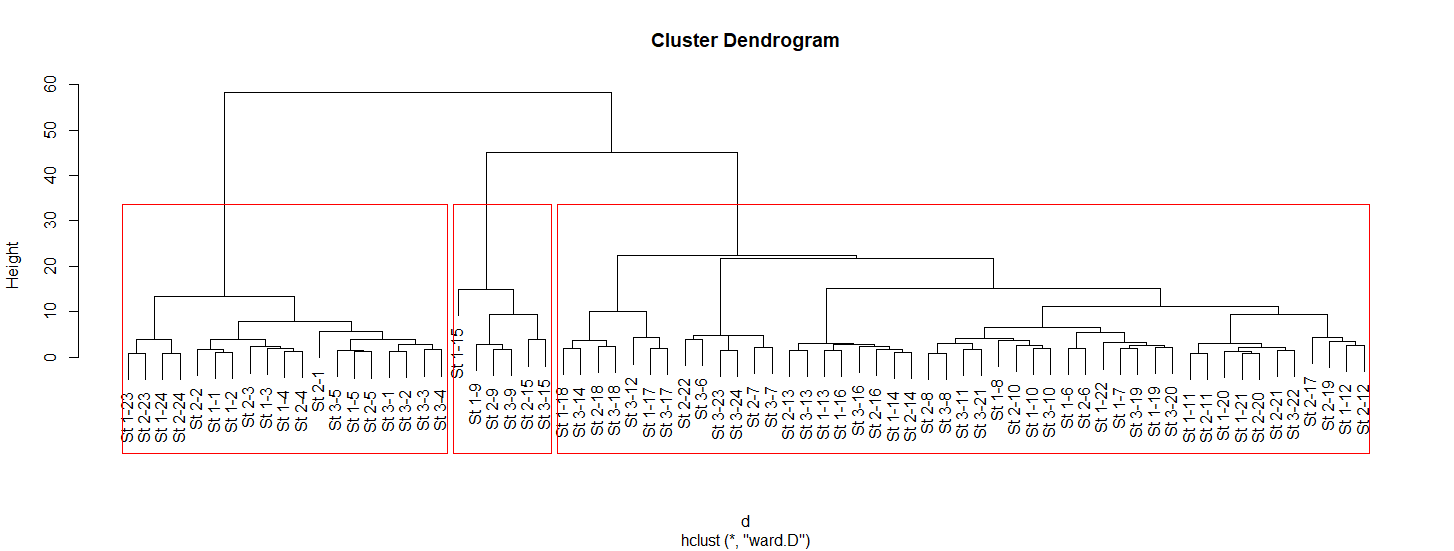 Cluster Dendrogram
60
50
40
30
20
10
0
Height
St 1-23
St 2-23
St 1-24
St 2-24
St 2-2
St 1-1
St 1-2
St 2-3
St 1-3
St 1-4
St 2-4
St 2-1
St 3-5
St 1-5
St 2-5
St 3-1
St 3-2
St 3-3
St 3-4
St 1-15
St 1-9
St 2-9
St 3-9
St 2-15
St 3-15
St 1-18
St 3-14
St 2-18
St 3-18
St 3-12
St 1-17
St 3-17
St 2-22
St 3-6
St 3-23
St 3-24
St 2-7
St 3-7
St 2-13
St 3-13
St 1-13
St 1-16
St 3-16
St 2-16
St 1-14
St 2-14
St 2-8
St 3-8
St 3-11
St 3-21
St 1-8
St 2-10
St 1-10
St 3-10
St 1-6
St 2-6
St 1-22
St 1-7
St 3-19
St 1-19
St 3-20
St 1-11
St 2-11
St 1-20
St 1-21
St 2-20
St 2-21
St 3-22
St 2-17
St 2-19
St 1-12
St 2-12
d
hclust (*, "ward.D")